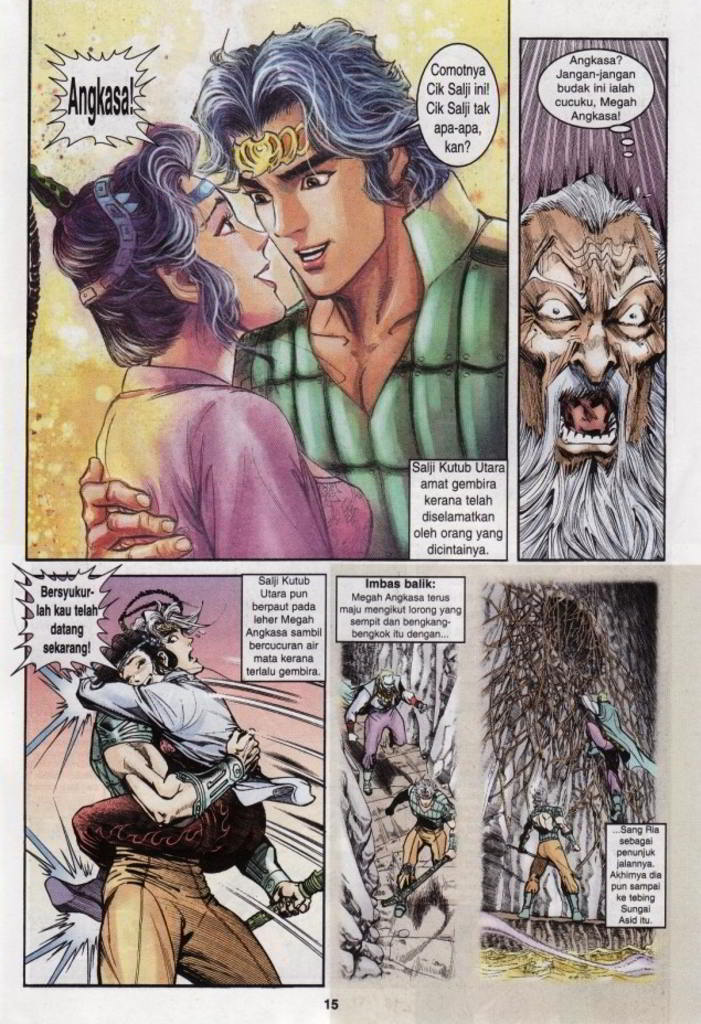 Angkasa!
Comotnya
Cik Salji ini!
Cik Salji tak
apa-apa,
kan?
Salji Kutub Utara
amat gembira
kerana telah
diselamatkan
oleh orang yang
dicintainya.
Angkasa?
Jangan-jangan
budak ini ialah
cucuku, Megah
Angkasa!
Bersyukur-
lah kau telah
datang
sekarang!
Salji Kutub
Utara pun
berpaut pada
leher Megah
Angkasa sambil
bercucuran air
mata kerana
terlalu gembira.
Imbas balik:
Megah Angkasa terus
maju mengikut lorong yang
sempit dan bengkang-
bengkok itu dengan...
...Sang Ria
sebagai
penunjuk
jalannya.
Akhirnya dia
pun sampai
ke tebing
Sungai
Asid itu.
15